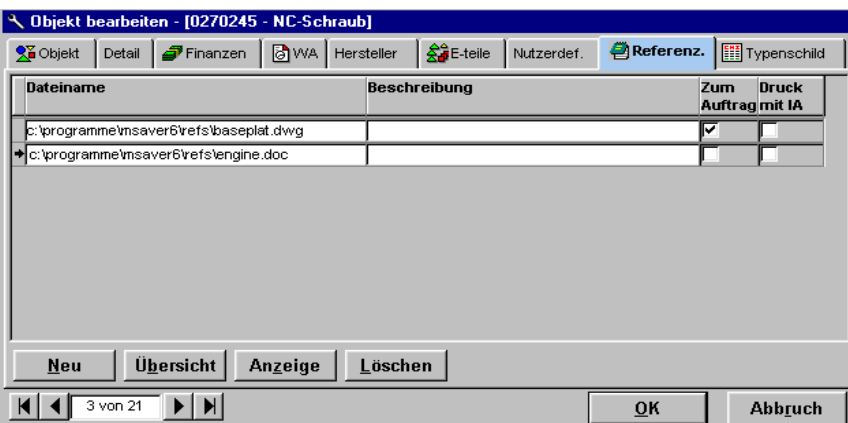 Objekt bearbeiten - [0270245 - NC-Schraub]
Objekt Detail Finanzen WA Hersteller E-teile Nutzerdef. Referenz. Typenschild
Dateiname Beschreibung Zum Auftrag Druck mit IA
c:\programme\msaver6\refs\baseplat.dwg
c:\programme\msaver6\refs\engine.doc
Neu Übersicht Anzeige Löschen
3 von 21 OK Abbruch